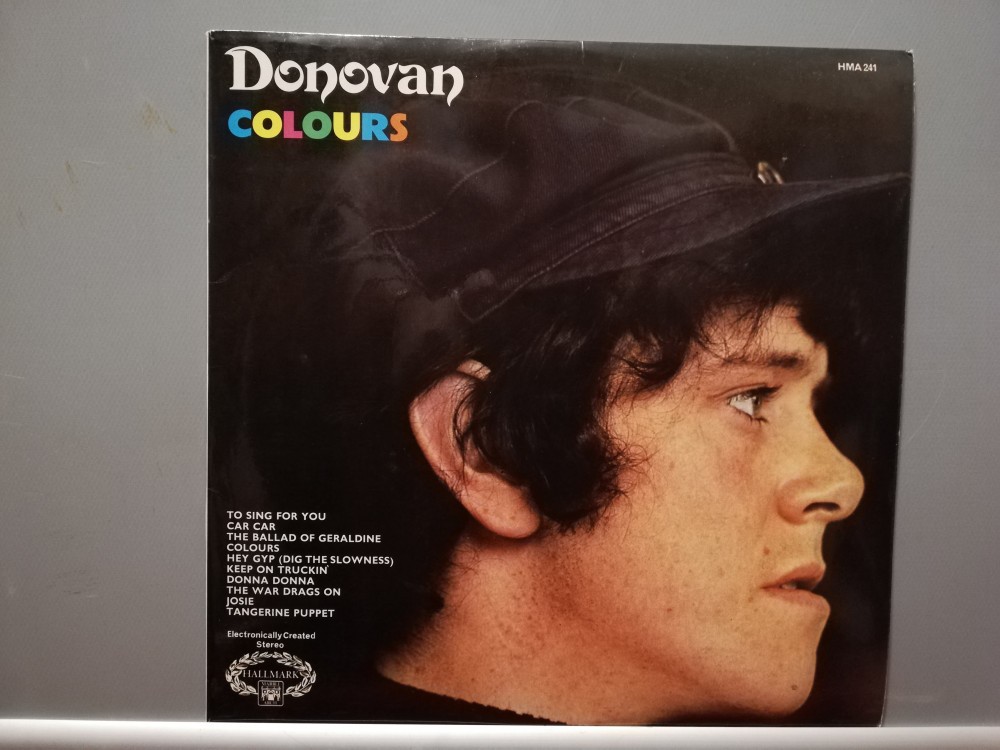 Donovan
HMA 241
COLOURS
TO SING FOR YOU
CAR CAR
THE BALLAD OF GERALDINE
COLOURS
HEY GYP (DIG THE SLOWNESS)
KEEP ON TRUCKIN'
DONNA DONNA
THE WAR DRAGS ON
JOSIE
TANGERINE PUPPET
Electronically Created
Stereo
HALLMARK